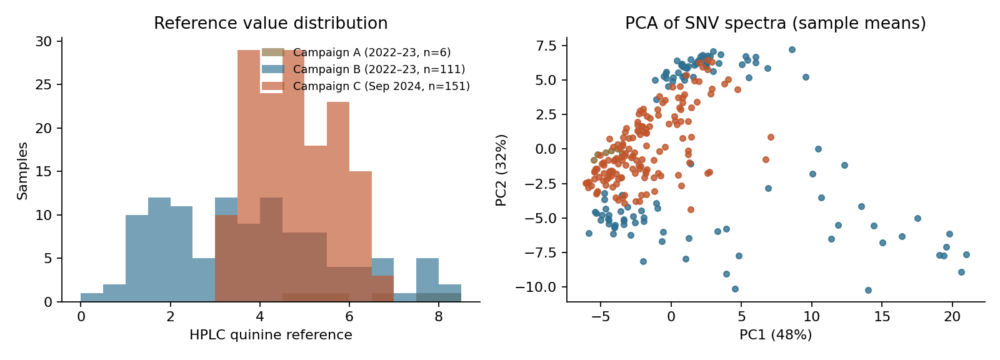 Reference value distribution
Samples
30
25
20
15
10
5
0
0
2
4
6
8
HPLC quinine reference
Campaign A (2022–23, n=6)
Campaign B (2022–23, n=111)
Campaign C (Sep 2024, n=151)
PCA of SNV spectra (sample means)
PC2 (32%)
7.5
5.0
2.5
0.0
−2.5
−5.0
−7.5
−10.0
−5
0
5
10
15
20
PC1 (48%)